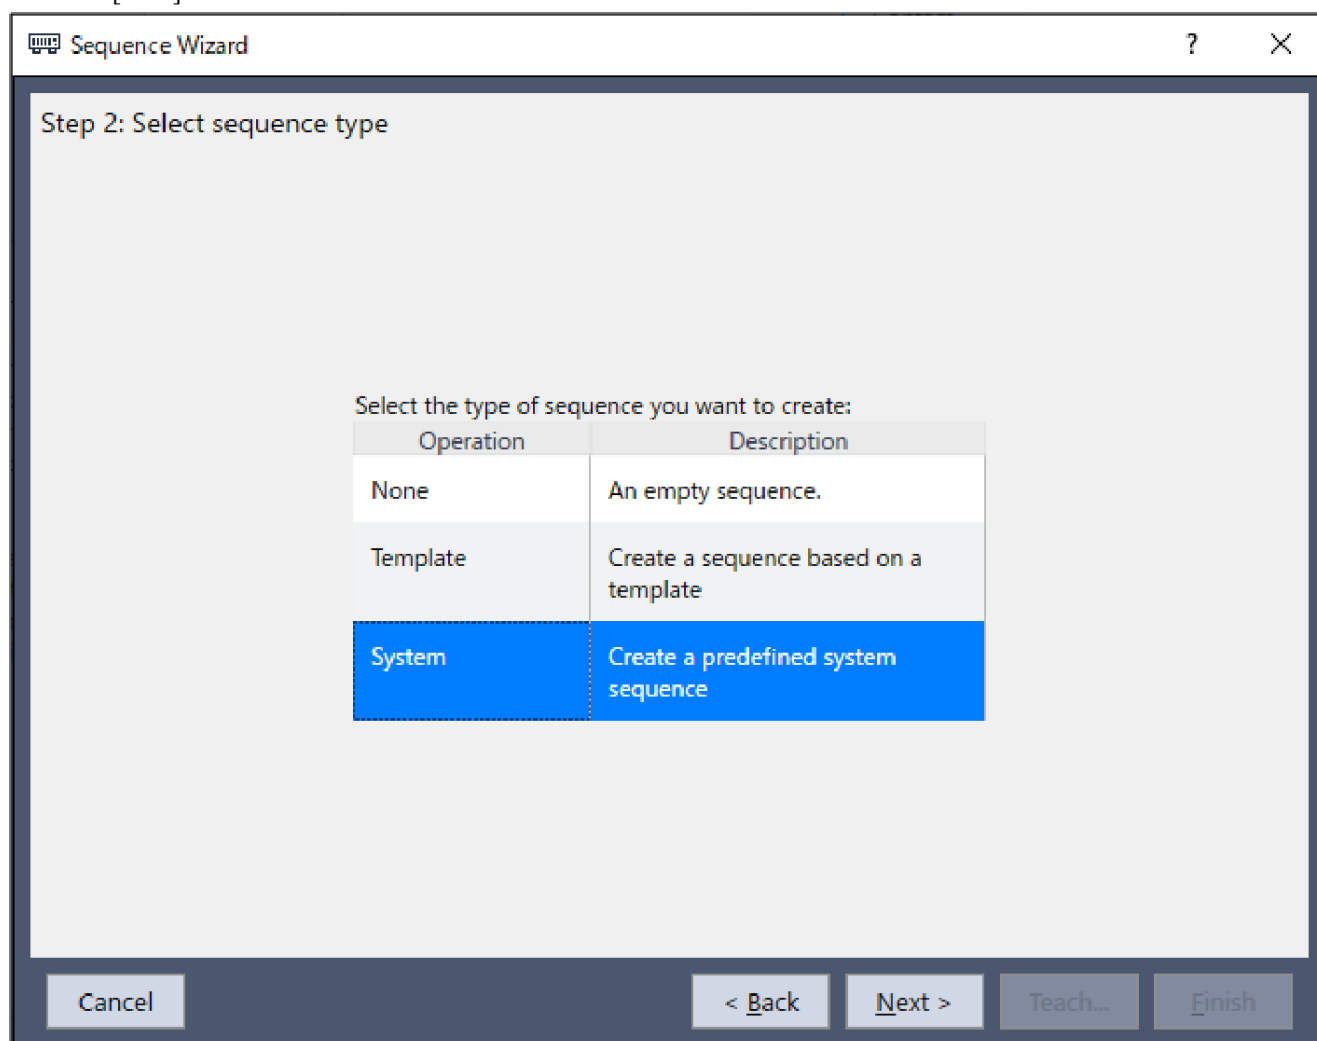 Sequence Wizard ?
Step 2: Select sequence type
Select the type of sequence you want to create:
Operation Description
None An empty sequence.
Template Create a sequence based on a
template
System Create a predefined system
sequence
Cancel < Back Next > Teach... Finish